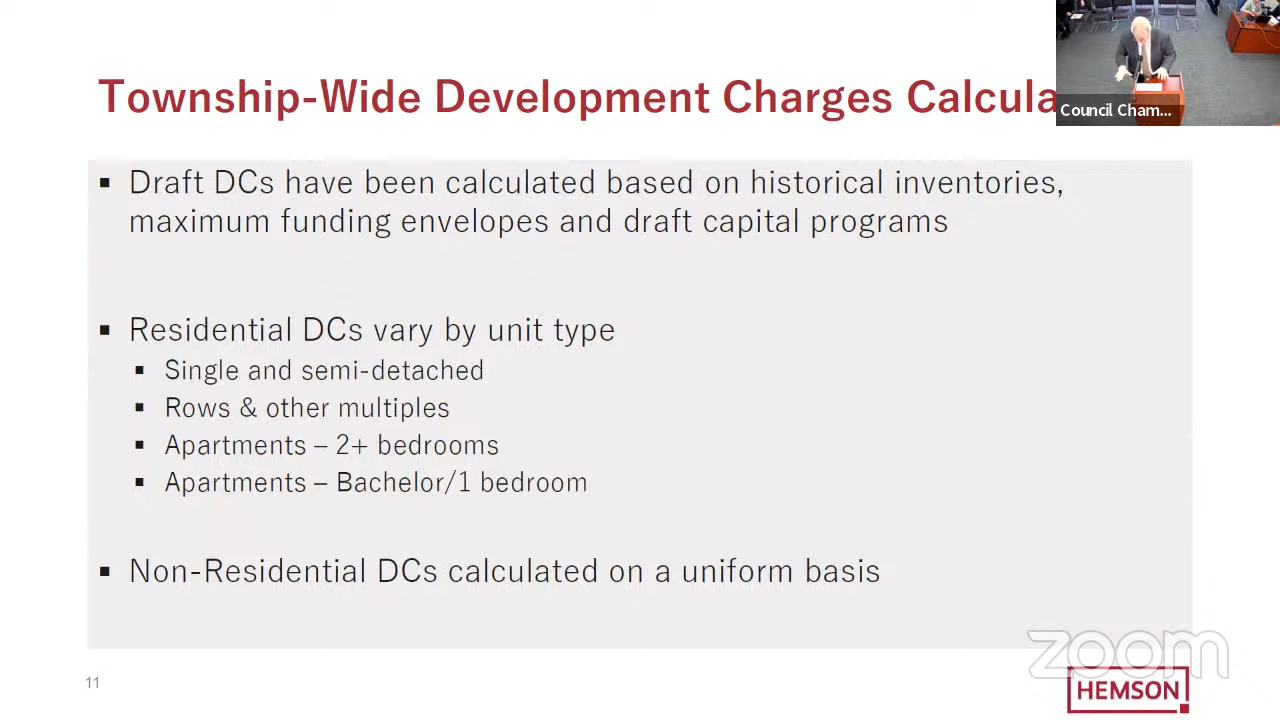 Township-Wide Development Charges Calcula
Council Cham...
▪ Draft DCs have been calculated based on historical inventories,
maximum funding envelopes and draft capital programs
▪ Residential DCs vary by unit type
▪ Single and semi-detached
▪ Rows & other multiples
▪ Apartments – 2+ bedrooms
▪ Apartments – Bachelor/1 bedroom
▪ Non-Residential DCs calculated on a uniform basis
zoom
11
HEMSON